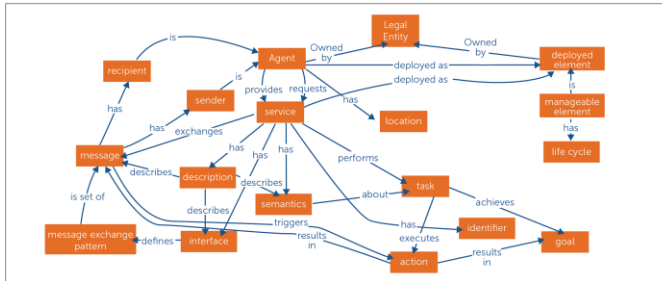 Legal
Entity
is
Owned
by
Owned
by
Agent
deployed
element
recipient
is
deployed as
sender
provides
requests
deployed as
is
has
has
manageable
element
has
service
exchanges
location
has
message
has
has
has
performs
life cycle
describes
description
describes
about
task
is set of
describes
semantics
achieves
triggers
has
identifier
message exchange
pattern
defines
interface
results
in
executes
goal
action
results
in